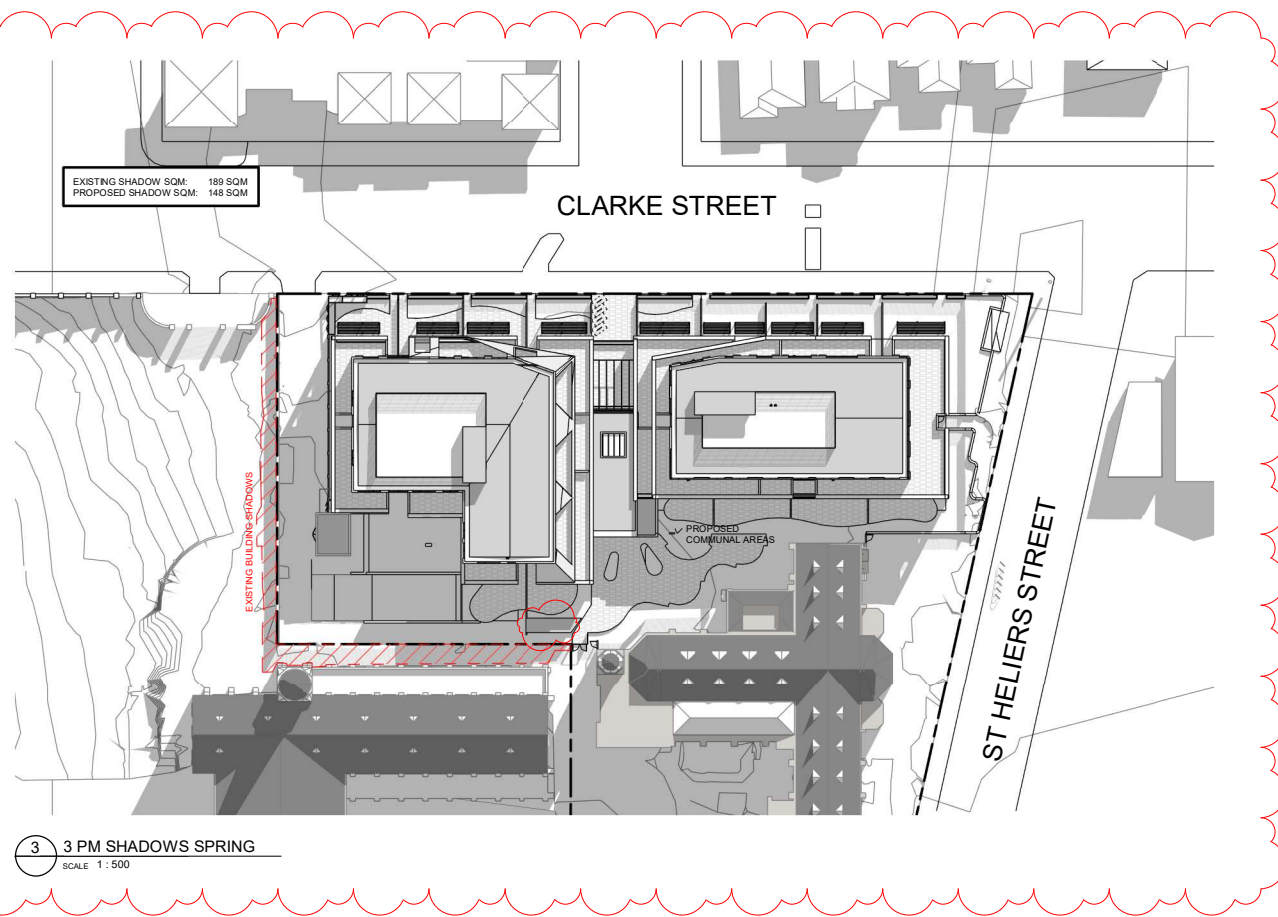 EXISTING SHADOW SQM: 189 SQM
PROPOSED SHADOW SQM: 148 SQM
CLARKE STREET
EXISTING BUILDING SHADOWS
PROPOSED
COMMUNAL AREAS
ST HELIERS STREET
3
3 PM SHADOWS SPRING
SCALE 1 : 500